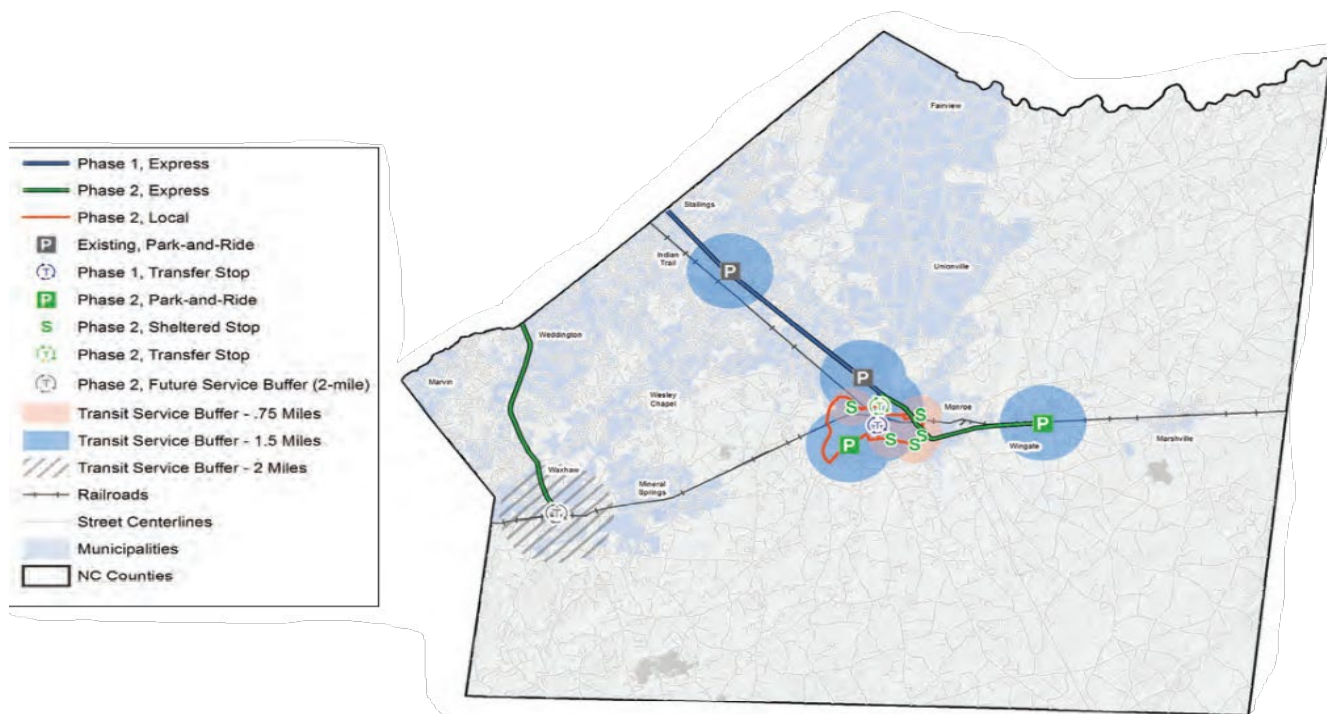 Phase 1, Express
Phase 2, Express
Phase 2, Local
P Existing, Park-and-Ride
T Phase 1, Transfer Stop
P Phase 2, Park-and-Ride
S Phase 2, Sheltered Stop
T Phase 2, Transfer Stop
T Phase 2, Future Service Buffer (2-mile)
Transit Service Buffer - .75 Miles
Transit Service Buffer - 1.5 Miles
Transit Service Buffer - 2 Miles
Railroads
Street Centerlines
Municipalities
NC Counties
Fairview
Stallings
Indian
Trail
P
Unionville
Weddington
Marvin
Wesley
Chapel
P
S
T
S
Monroe
T
S
S
S
P
P
Wingate
Marshville
Waxhaw
Mineral
Springs
T